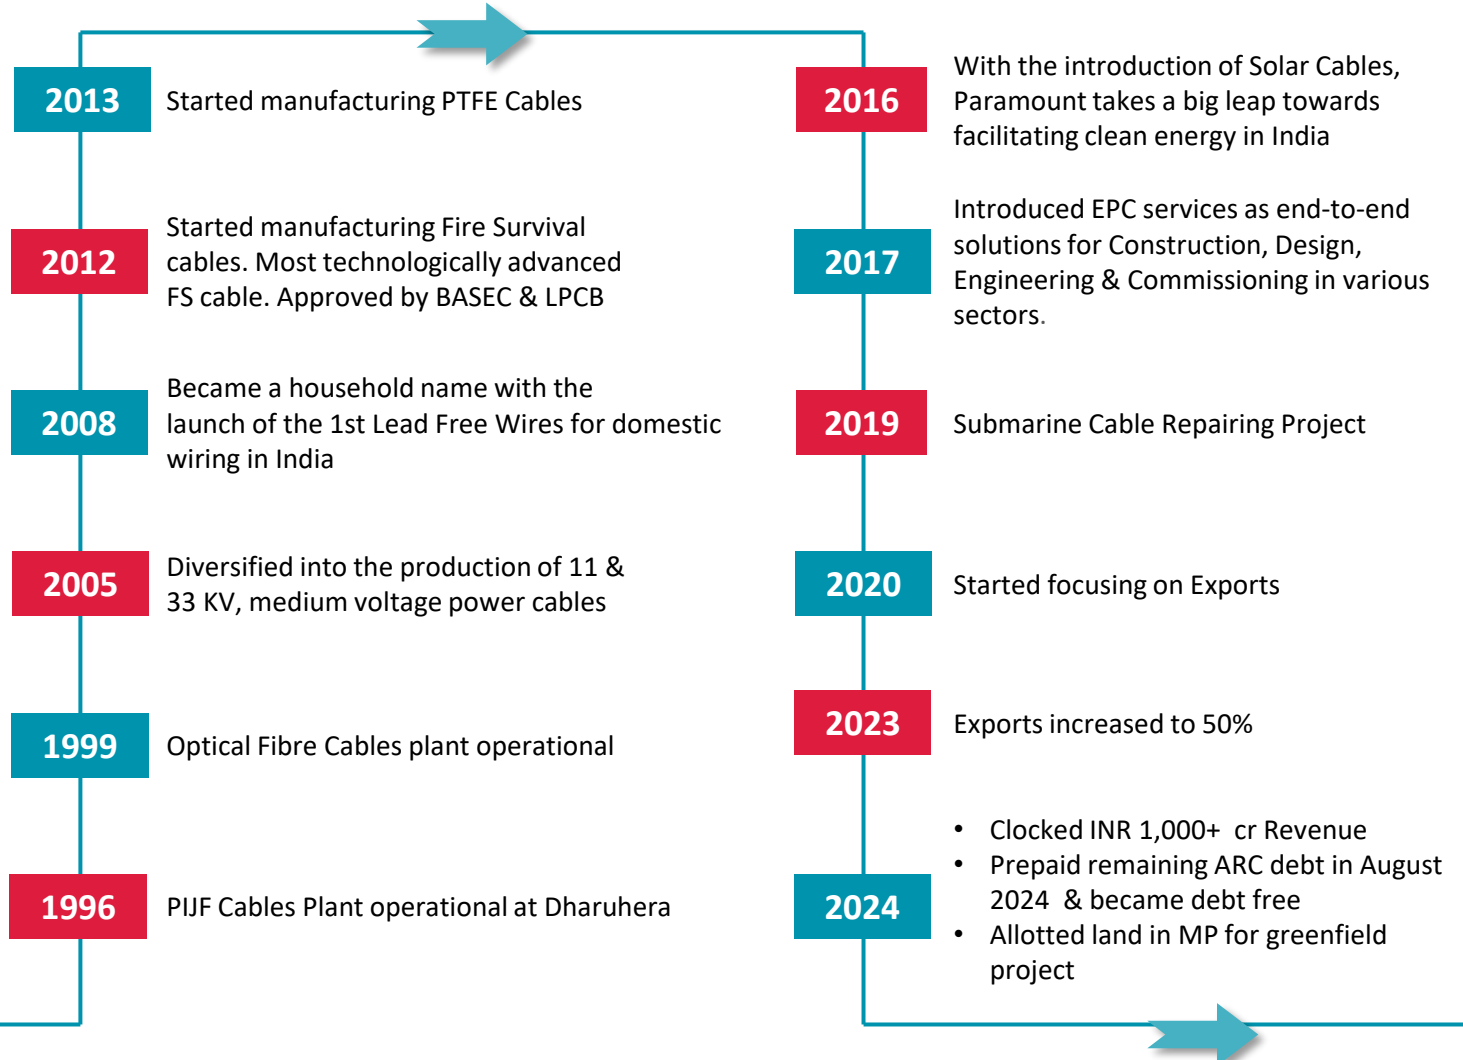 2013
Started manufacturing PTFE Cables
2012
Started manufacturing Fire Survival
cables. Most technologically advanced
FS cable. Approved by BASEC & LPCB
2008
Became a household name with the
launch of the 1st Lead Free Wires for domestic
wiring in India
2005
Diversified into the production of 11 &
33 KV, medium voltage power cables
1999
Optical Fibre Cables plant operational
1996
PIJF Cables Plant operational at Dharuhera
2016
With the introduction of Solar Cables,
Paramount takes a big leap towards
facilitating clean energy in India
2017
Introduced EPC services as end-to-end
solutions for Construction, Design,
Engineering & Commissioning in various
sectors.
2019
Submarine Cable Repairing Project
2020
Started focusing on Exports
2023
Exports increased to 50%
2024
• Clocked INR 1,000+ cr Revenue
• Prepaid remaining ARC debt in August
2024 & became debt free
• Allotted land in MP for greenfield
project